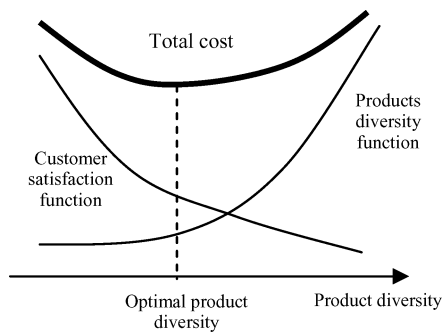 Total cost
Products
diversity
function
Customer
satisfaction
function
Optimal product
diversity
Product diversity